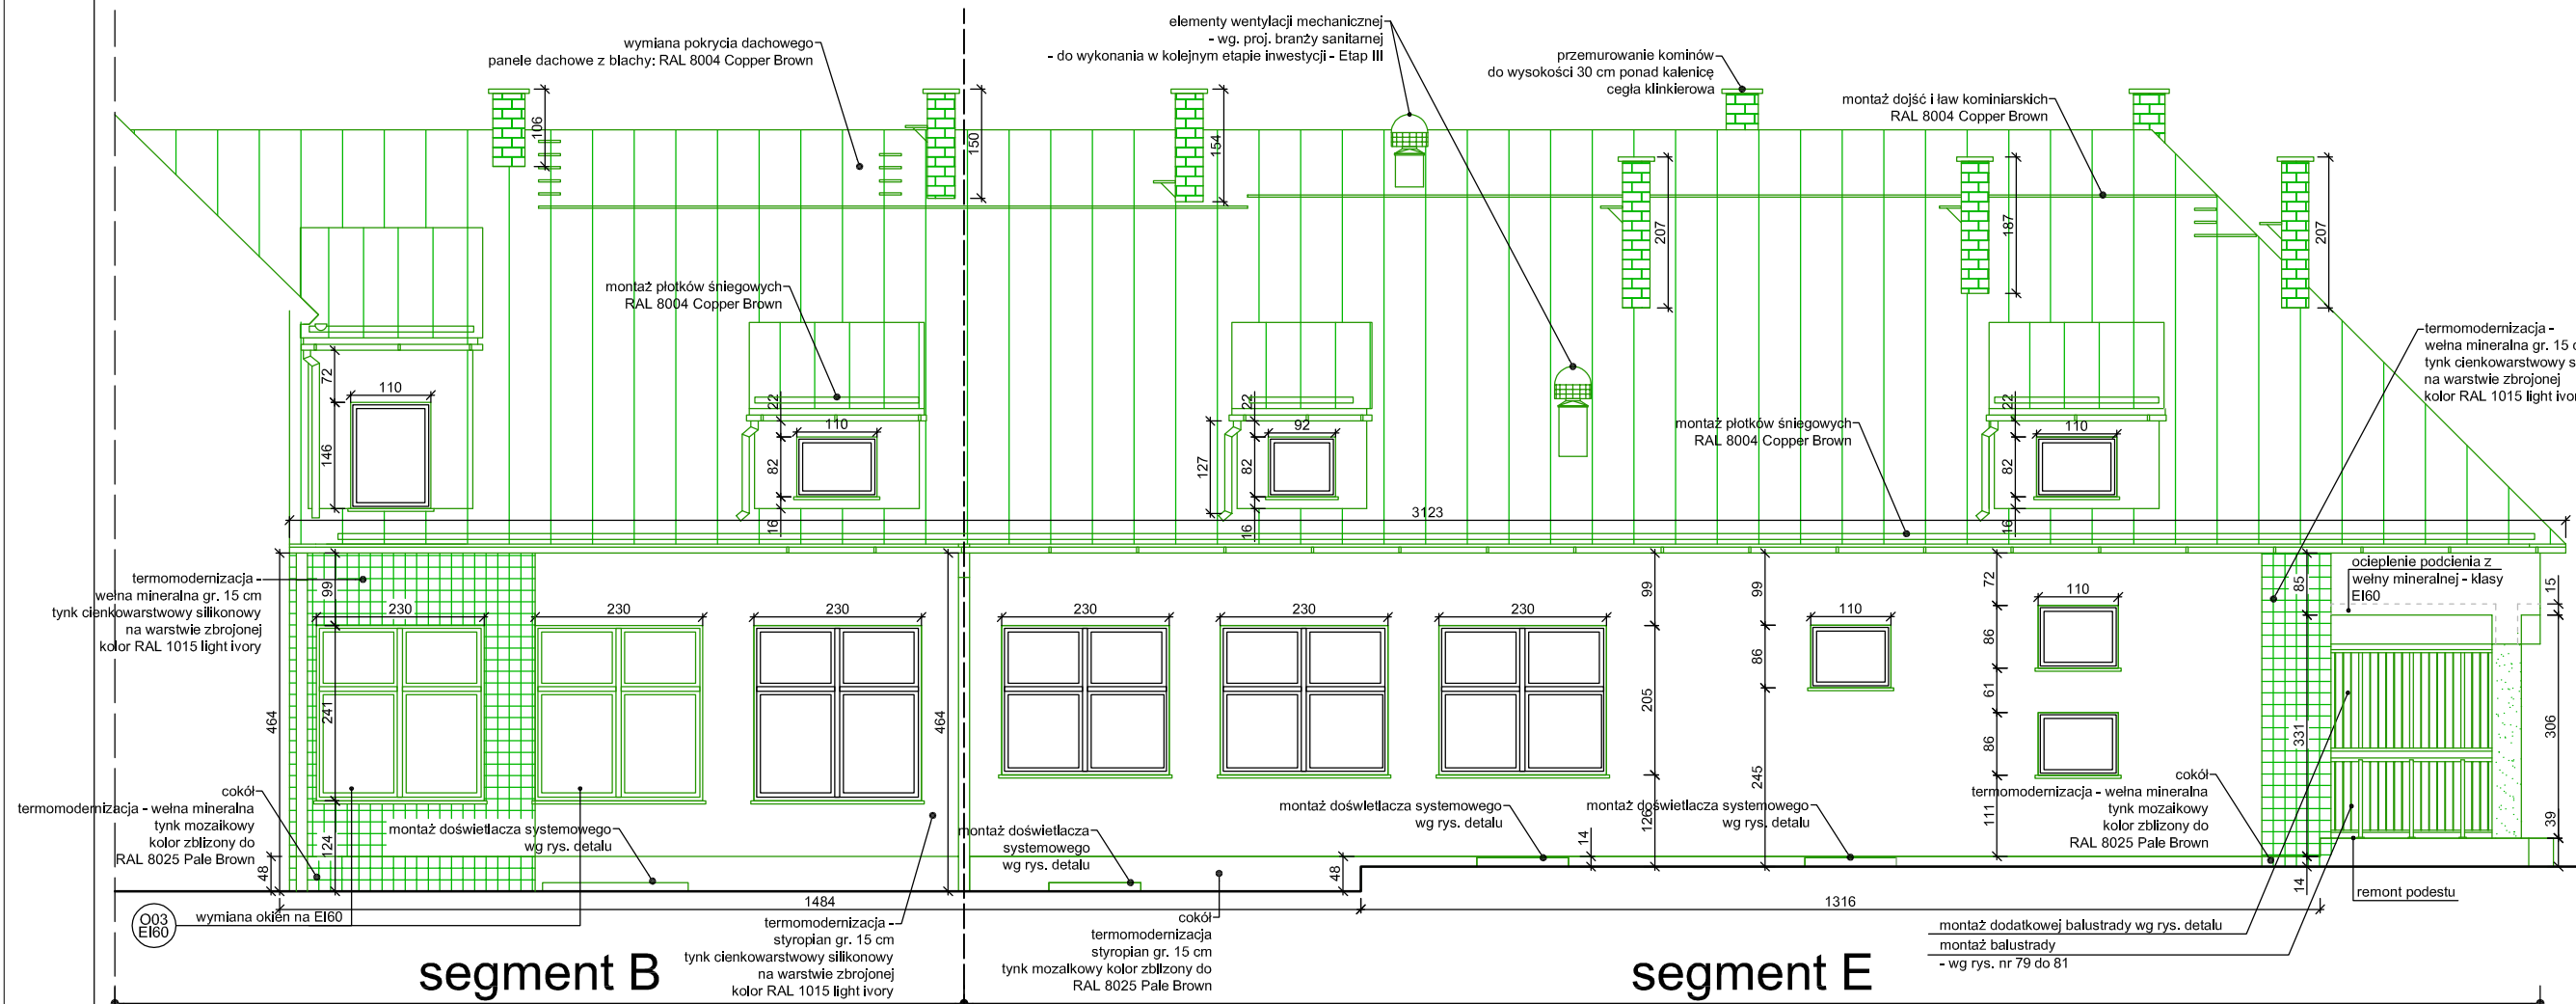 wymiana pokrycia dachowego
panele dachowe z blachy: RAL 8004 Copper Brown
elementy wentylacji mechanicznej
- wg. proj. branży sanitarnej
- do wykonania w kolejnym etapie inwestycji - Etap III
przemurowanie kominów
do wysokości 30 cm ponad kalenicę
cegła klinkierowa
montaż dojść i ław kominiarskich
RAL 8004 Copper Brown
106
150
154
207
187
207
montaż płotków śniegowych
RAL 8004 Copper Brown
termomodernizacja -
wełna mineralna gr. 15
tynk cienkowarstwowy
na warstwie zbrojonej
kolor RAL 1015 light
72
110
146
22
110
82
16
22
92
127
82
16
montaż płotków śniegowych
RAL 8004 Copper Brown
22
110
82
16
3123
termomodernizacja -
wełna mineralna gr. 15 cm
tynk cienkowarstwowy silikonowy
na warstwie zbrojonej
kolor RAL 1015 light ivory
99
230
230
230
230
230
230
99
99
110
72
110
85
ocieplenie podcienia z
wełny mineralnej - klasy
EI60
15
464
241
464
205
86
86
61
331
306
cokół
termomodernizacja - wełna mineralna
tynk mozaikowy
kolor zblizony do
RAL 8025 Pale Brown
124
48
montaż doświetlacza systemowego
wg rys. detalu
montaż doświetlacza
systemowego
wg rys. detalu
montaż doświetlacza systemowego
wg rys. detalu
montaż doświetlacza systemowego
wg rys. detalu
48
14
126
245
86
111
cokół
termomodernizacja - wełna mineralna
tynk mozaikowy
kolor zblizony do
RAL 8025 Pale Brown
39
14
remont podestu
1484
1316
O03
EI60
wymiana okien na EI60
termomodernizacja -
styropian gr. 15 cm
tynk cienkowarstwowy silikonowy
na warstwie zbrojonej
kolor RAL 1015 light ivory
cokół
termomodernizacja
styropian gr. 15 cm
tynk mozaikowy kolor zblizony do
RAL 8025 Pale Brown
montaż dodatkowej balustrady wg rys. detalu
montaż balustrady
- wg rys. nr 79 do 81
segment B
segment E